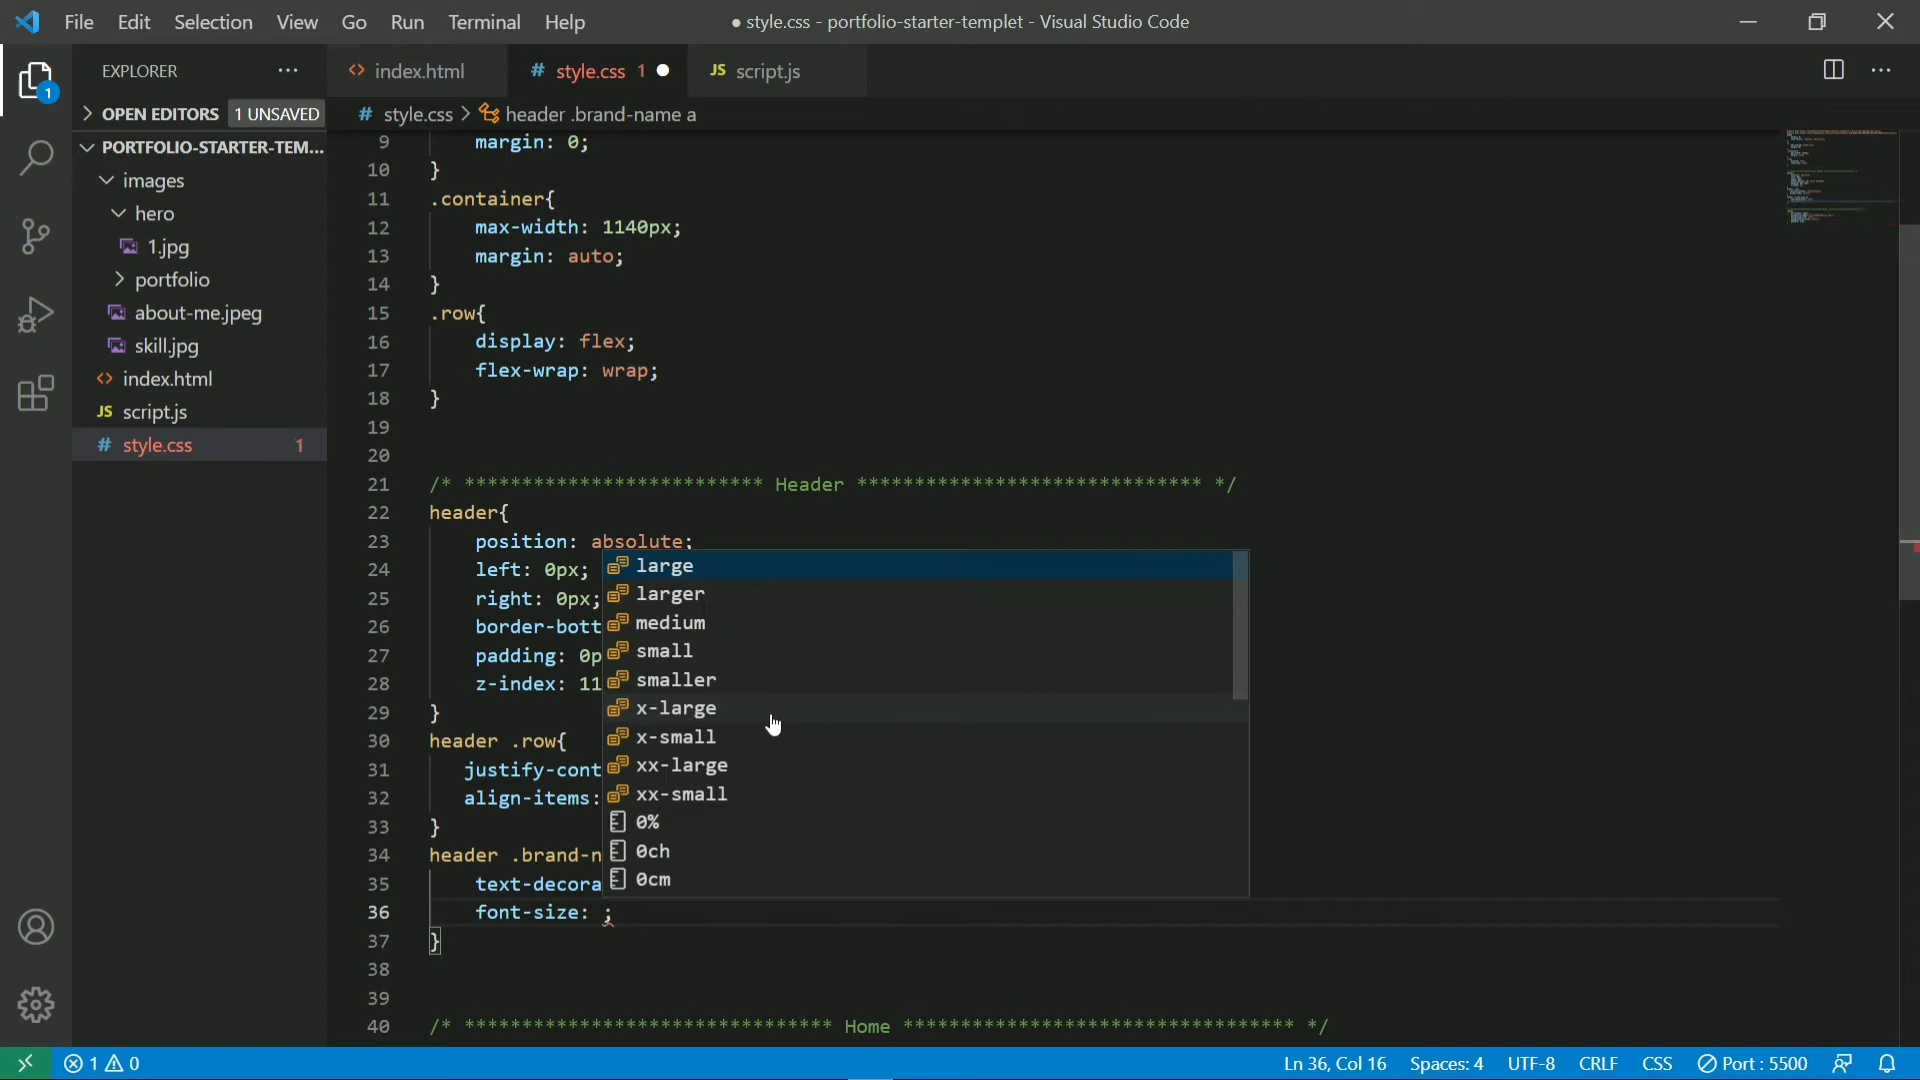 File Edit Selection View Go Run Terminal Help ● style.css - portfolio-starter-templet - Visual Studio Code
EXPLORER ...
<> index.html # style.css 1 ● JS script.js
1
> OPEN EDITORS 1 UNSAVED
# style.css > header .brand-name a
PORTFOLIO-STARTER-TEM...
images
hero
1.jpg
portfolio
about-me.jpeg
skill.jpg
<> index.html
JS script.js
# style.css 1
9 margin: 0;
10 }
11 .container{
12 max-width: 1140px;
13 margin: auto;
14 }
15 .row{
16 display: flex;
17 flex-wrap: wrap;
18 }
19
20
21 /* ************************** Header ****************************** */
22 header{
23 position: absolute;
24 left: 0px;
25 right: 0px;
26 border-bott
27 padding: 0p
28 z-index: 11
29 }
30 header .row{
31 justify-cont
32 align-items:
33 }
34 header .brand-n
35 text-decora
36 font-size: ;
37 }
38
39
40 /* ******************************** Home ********************************** */
large
larger
medium
small
smaller
x-large
x-small
xx-large
xx-small
0%
0ch
0cm
1 0 Ln 36, Col 16 Spaces: 4 UTF-8 CRLF CSS Port : 5500